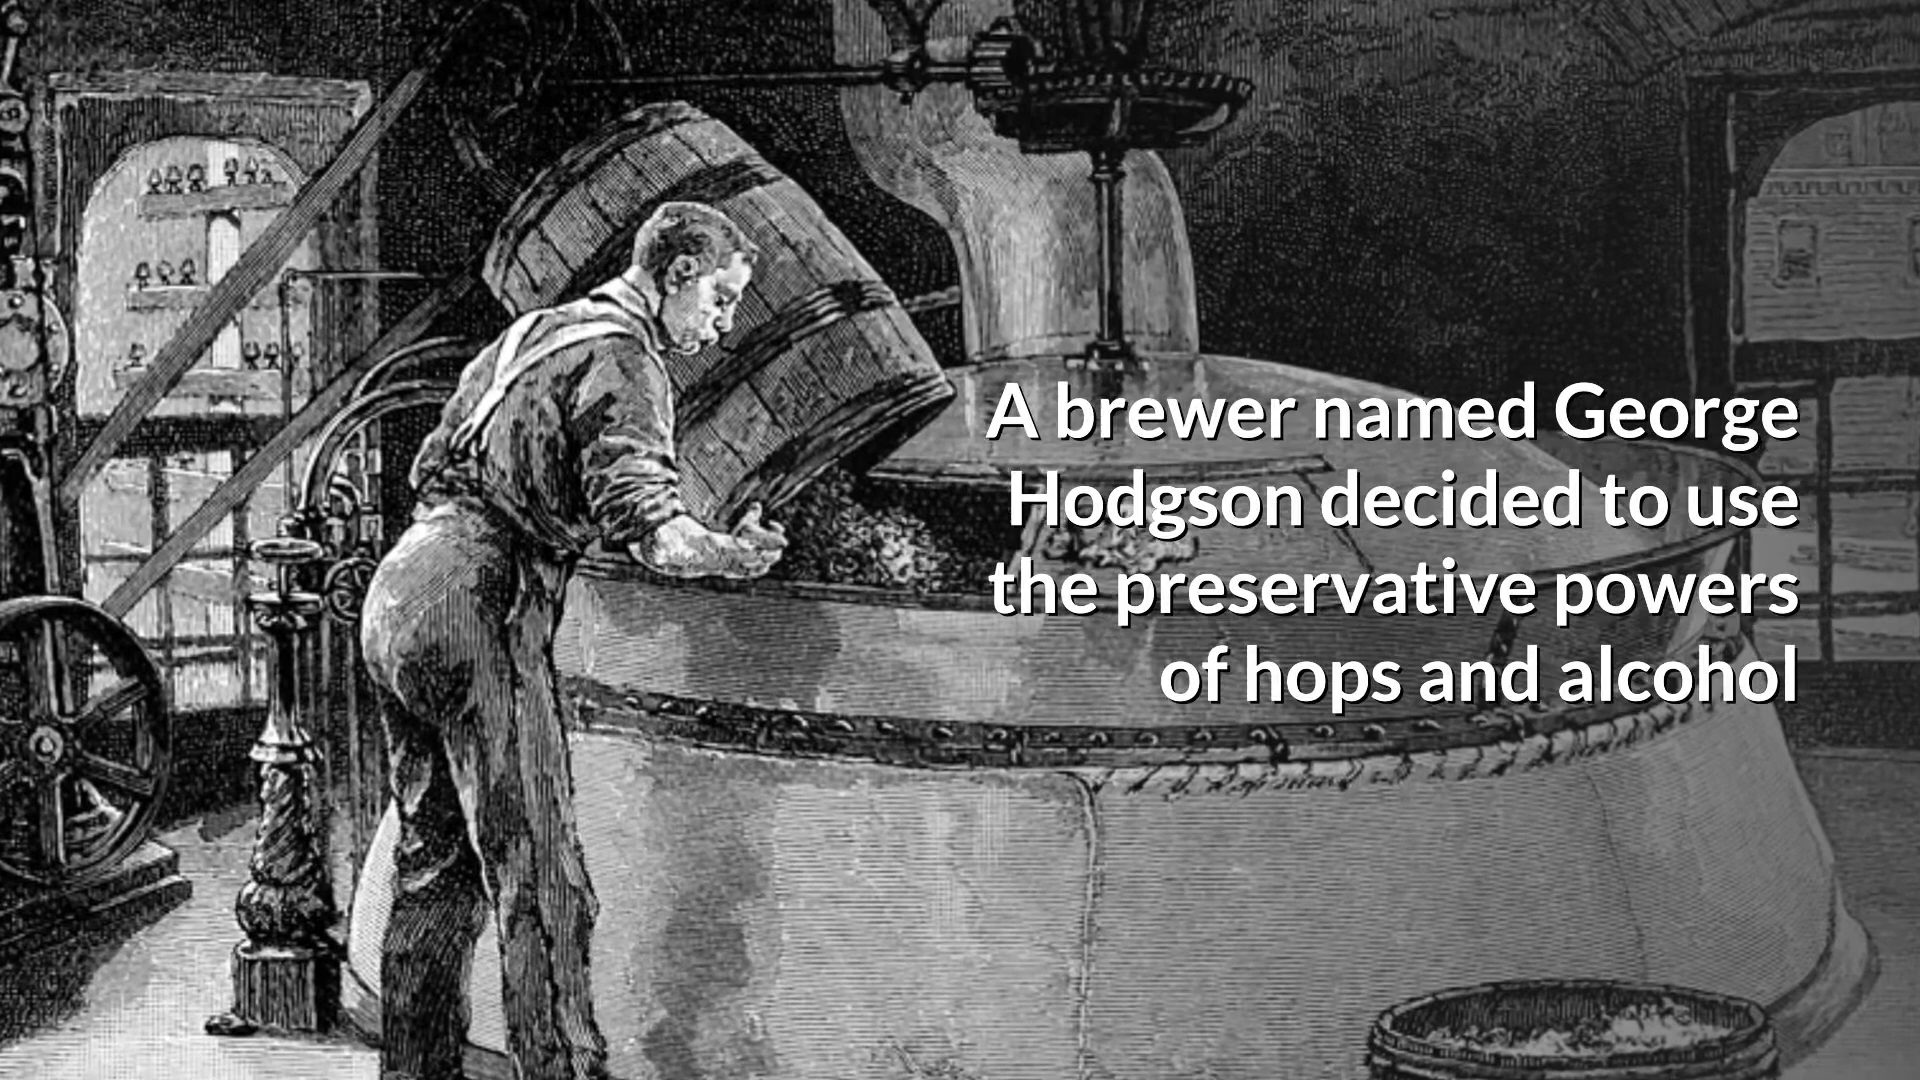 A brewer named George
Hodgson decided to use
the preservative powers
of hops and alcohol